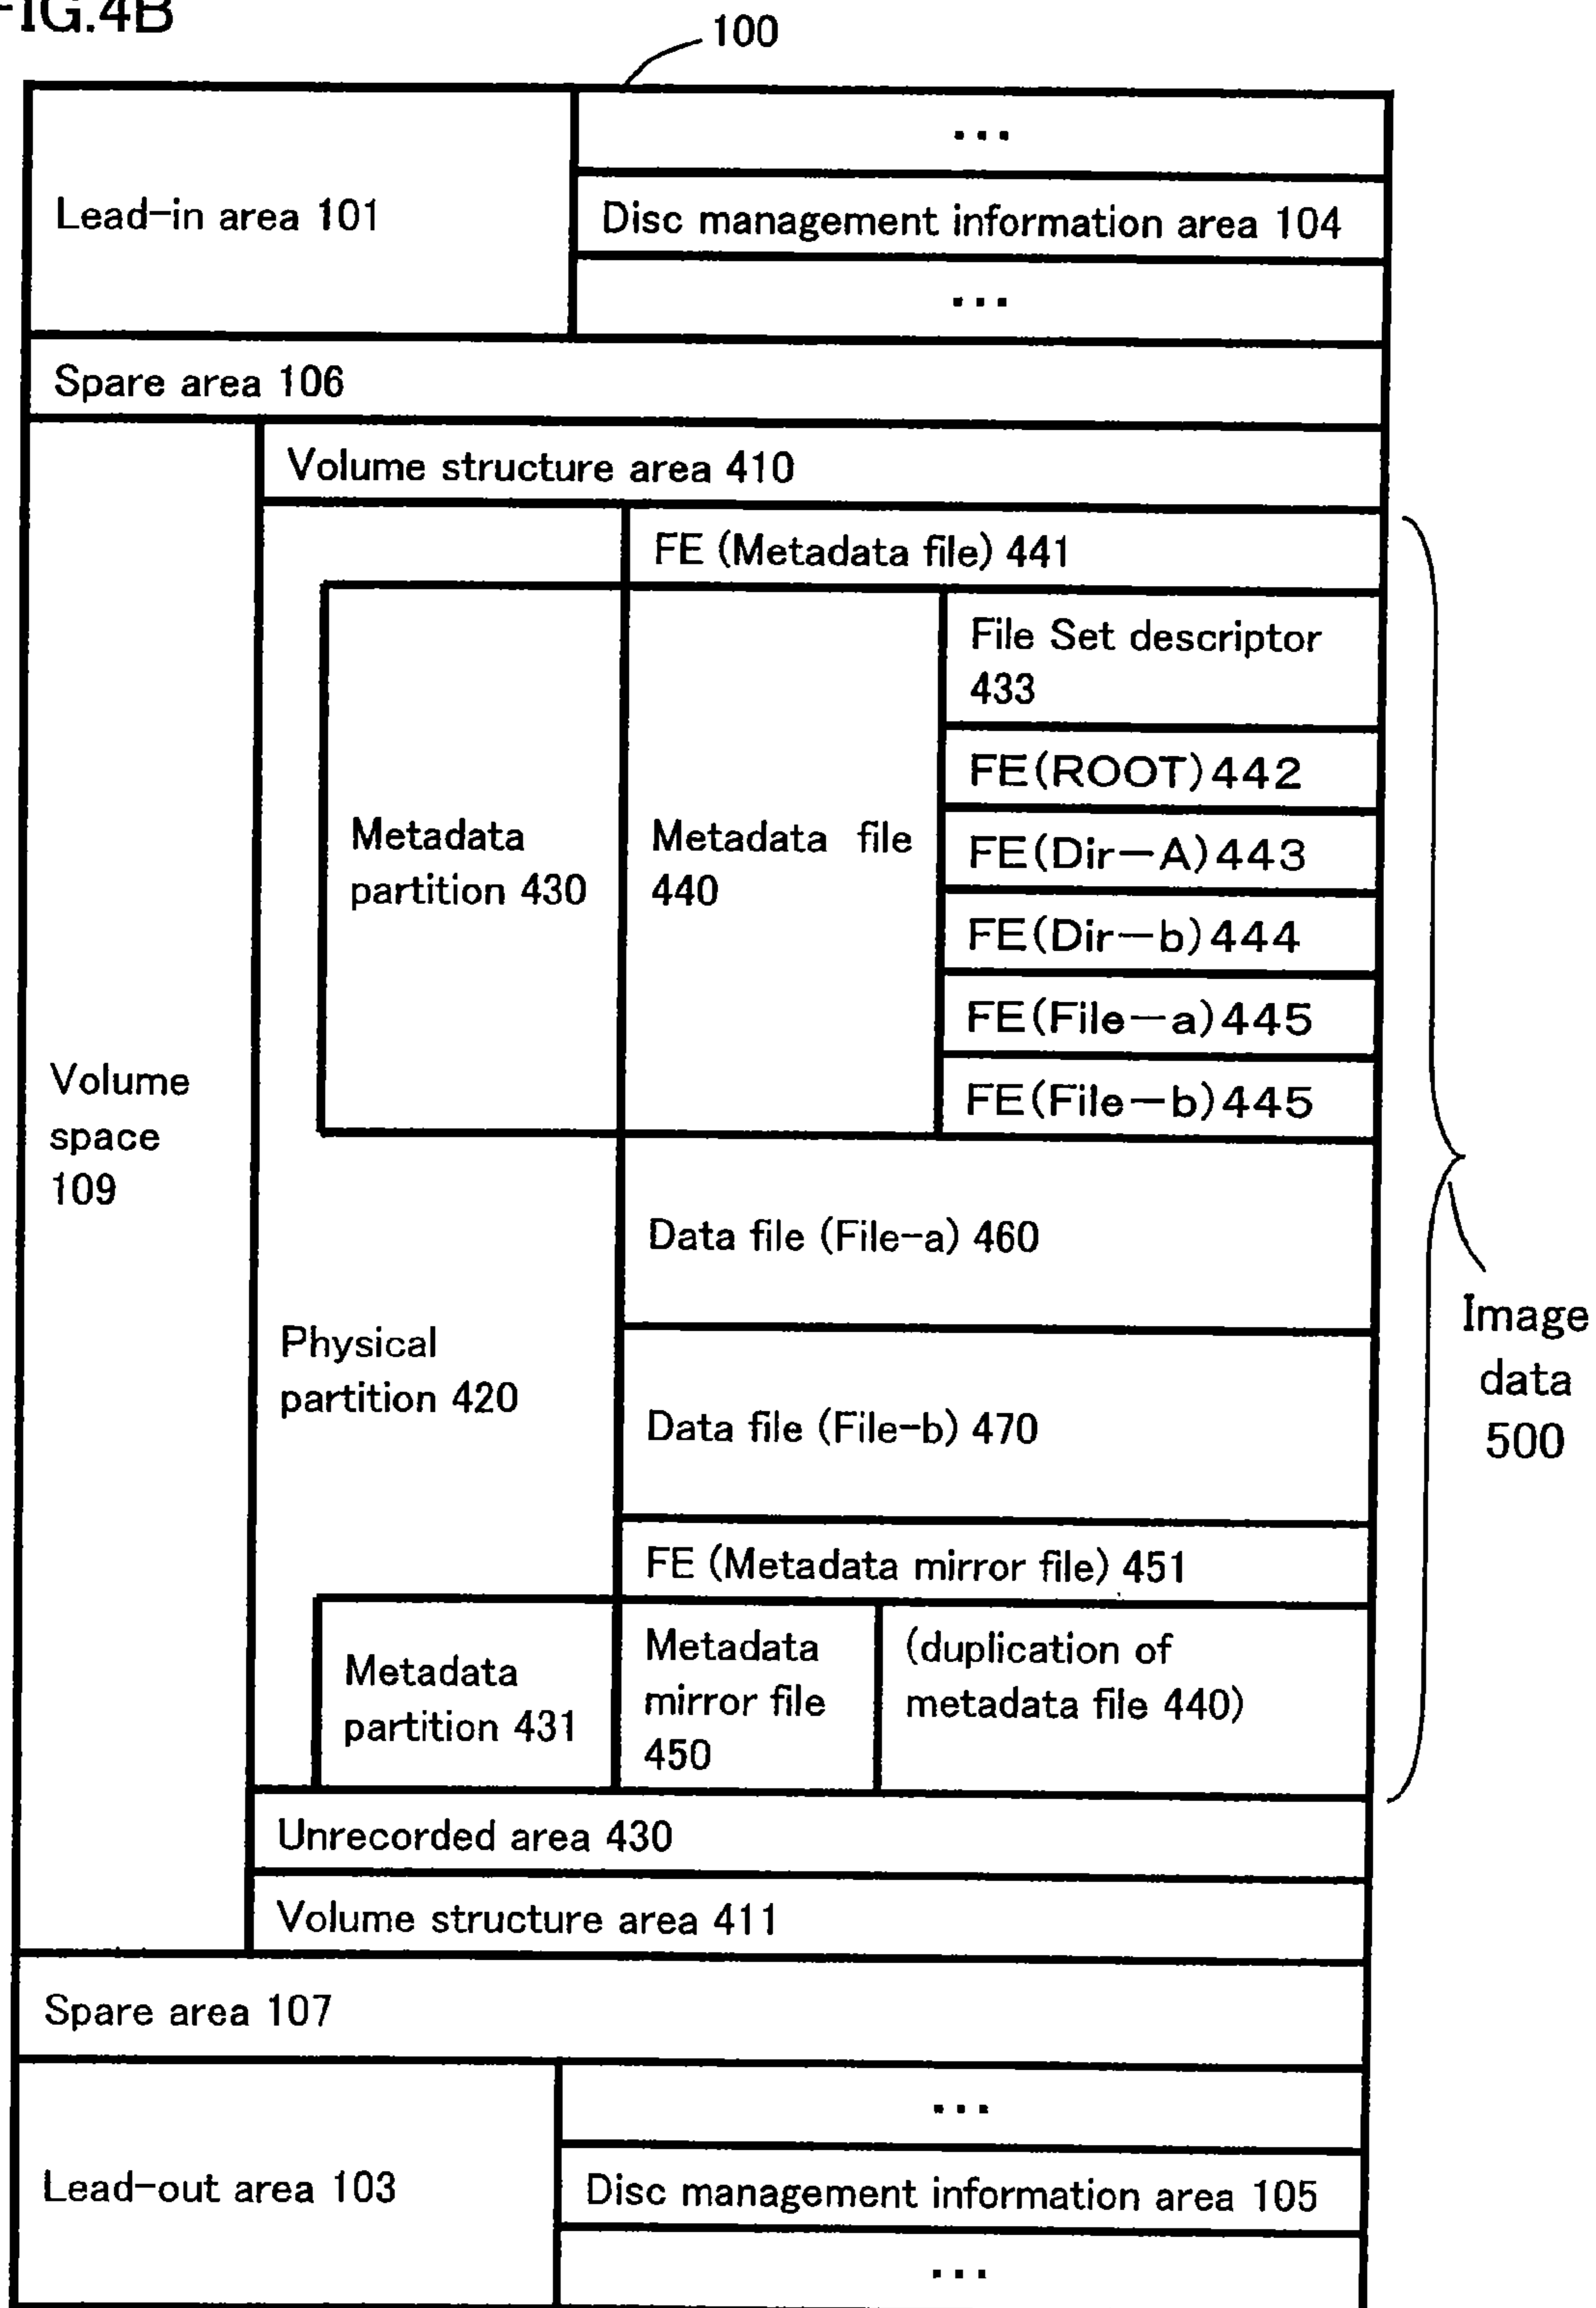 FIG.4B
100
...
Lead-in area 101
Disc management information area 104
...
Spare area 106
Volume structure area 410
FE (Metadata file) 441
File Set descriptor
433
FE(ROOT)442
Metadata
partition 430
Metadata file
440
FE(Dir-A)443
FE(Dir-b)444
FE(File-a)445
FE(File-b)445
Volume
space
109
Data file (File-a) 460
Physical
partition 420
Image
data
500
Data file (File-b) 470
FE (Metadata mirror file) 451
Metadata
partition 431
Metadata
mirror file
450
(duplication of
metadata file 440)
Unrecorded area 430
Volume structure area 411
Spare area 107
...
Lead-out area 103
Disc management information area 105
...